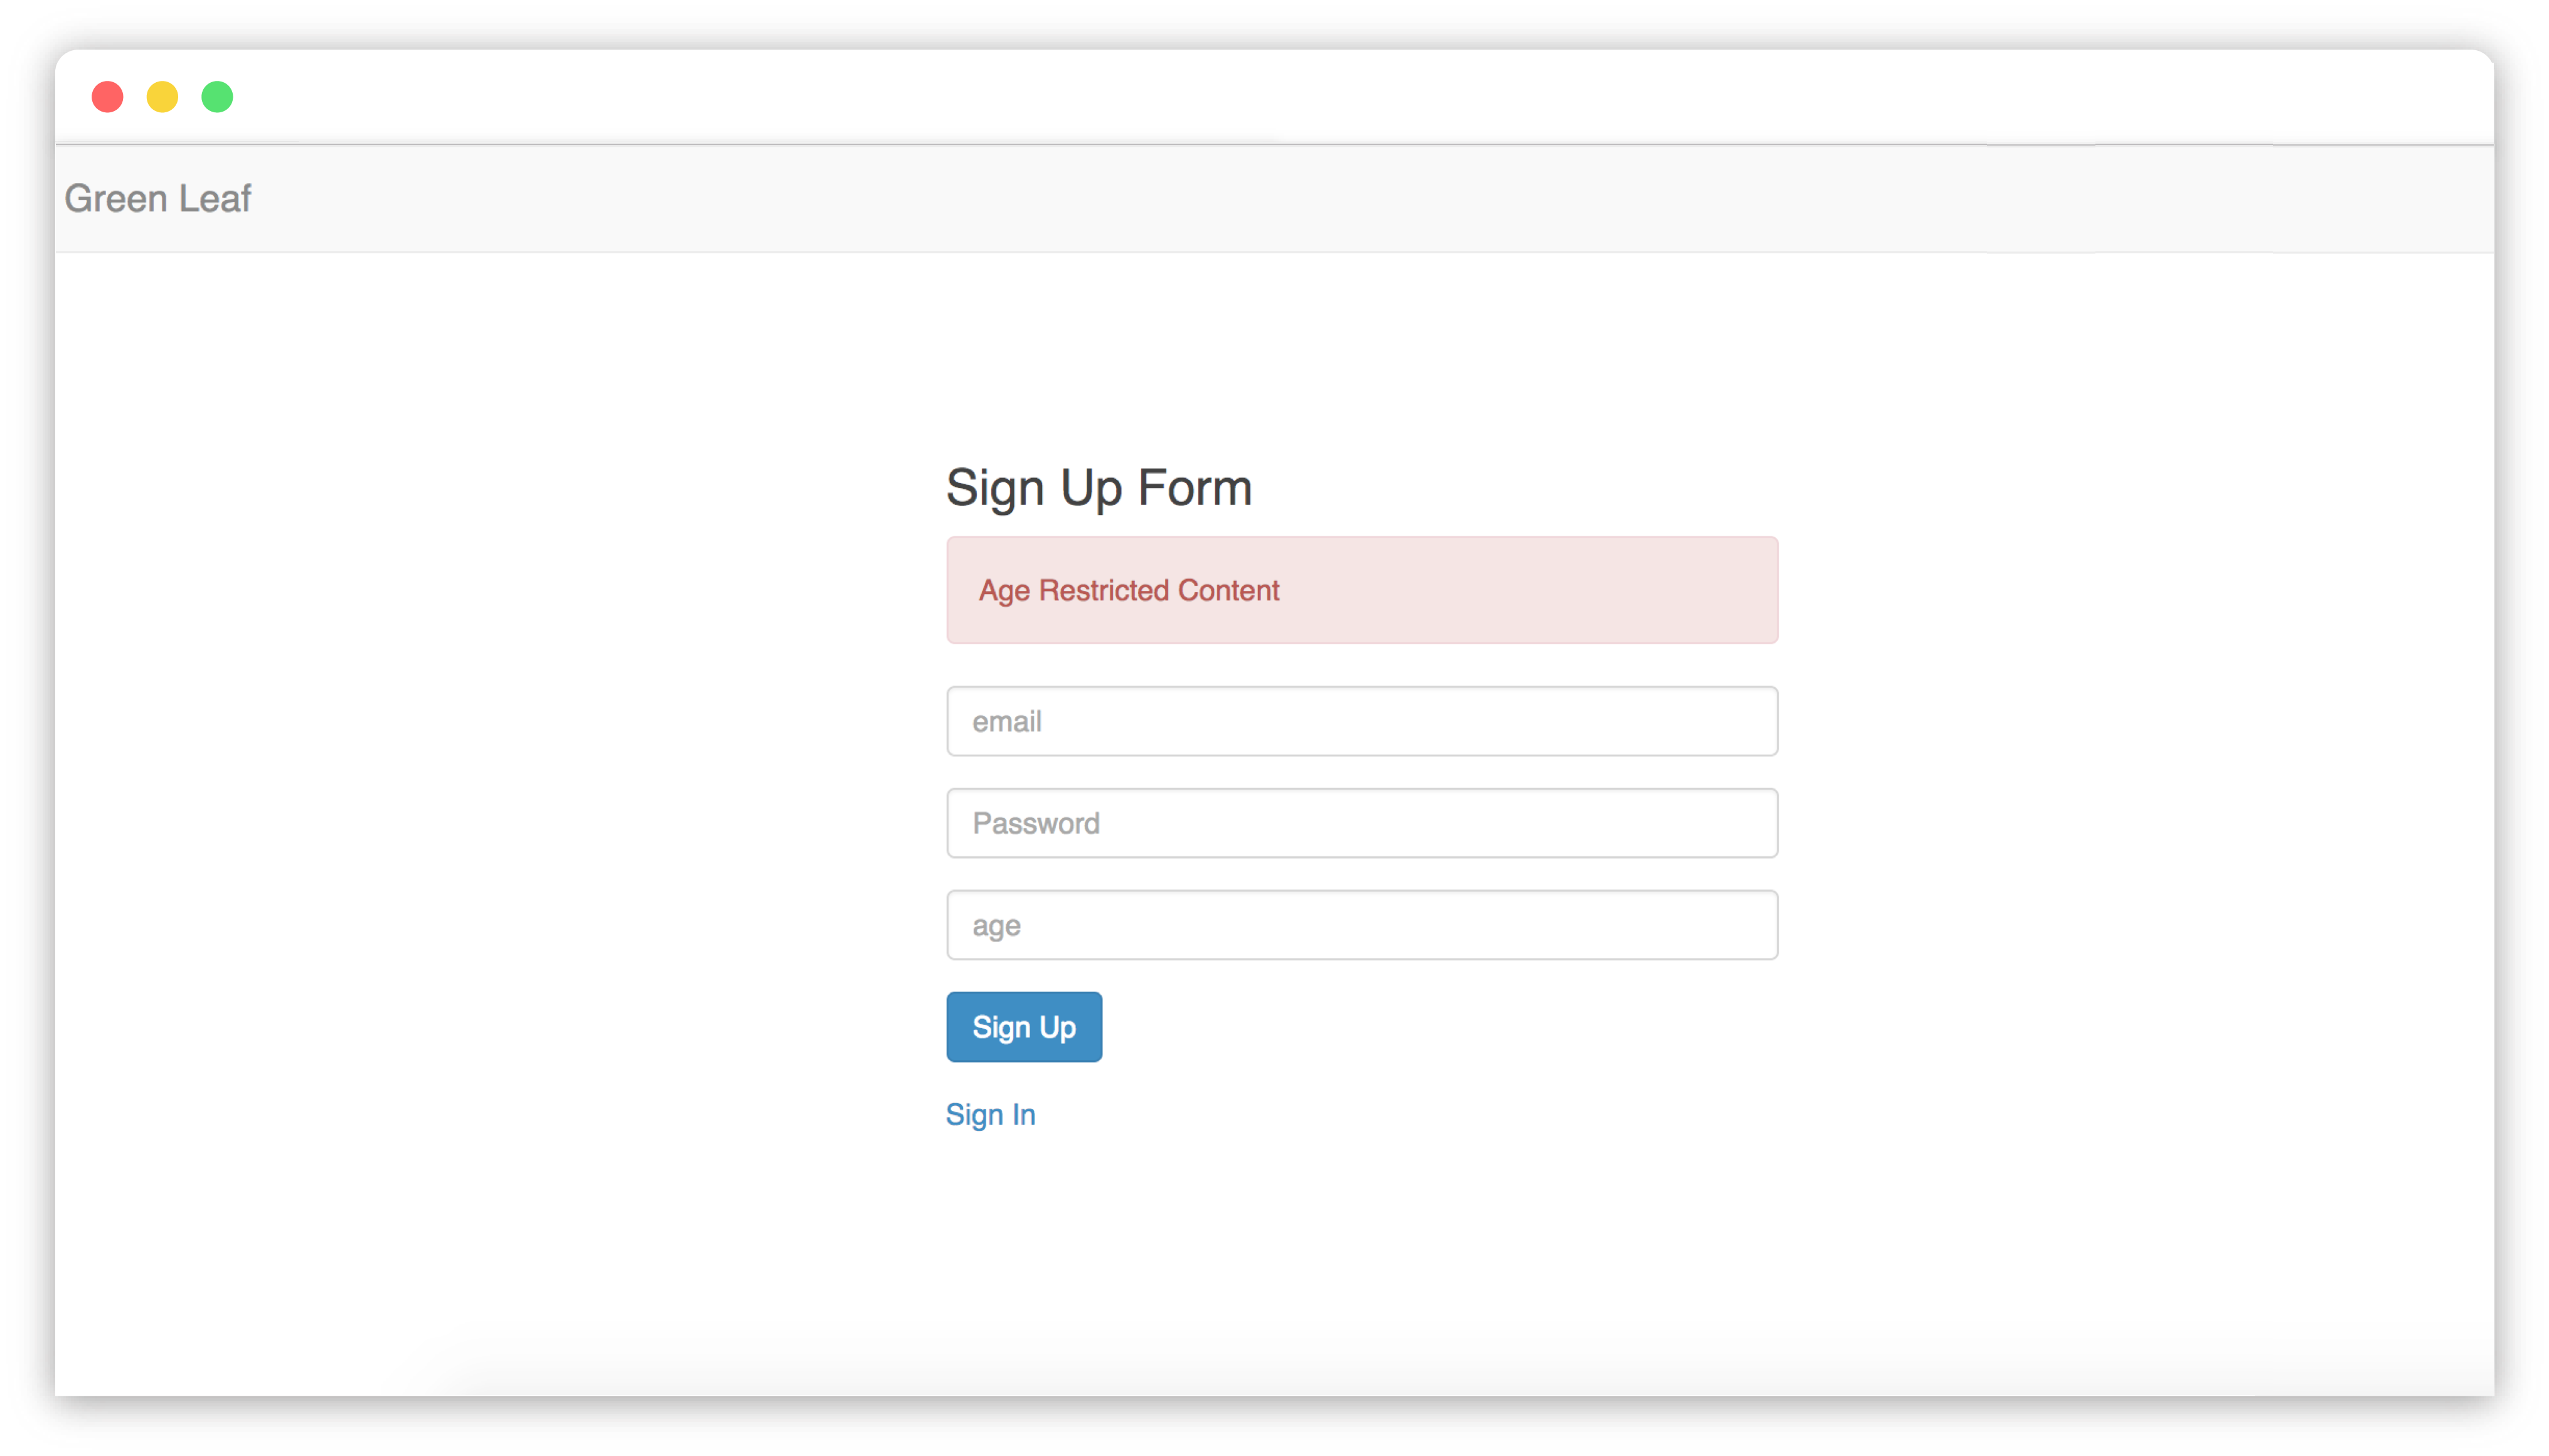 Green Leaf
Sign Up Form
Age Restricted Content
email
Password
age
Sign Up
Sign In